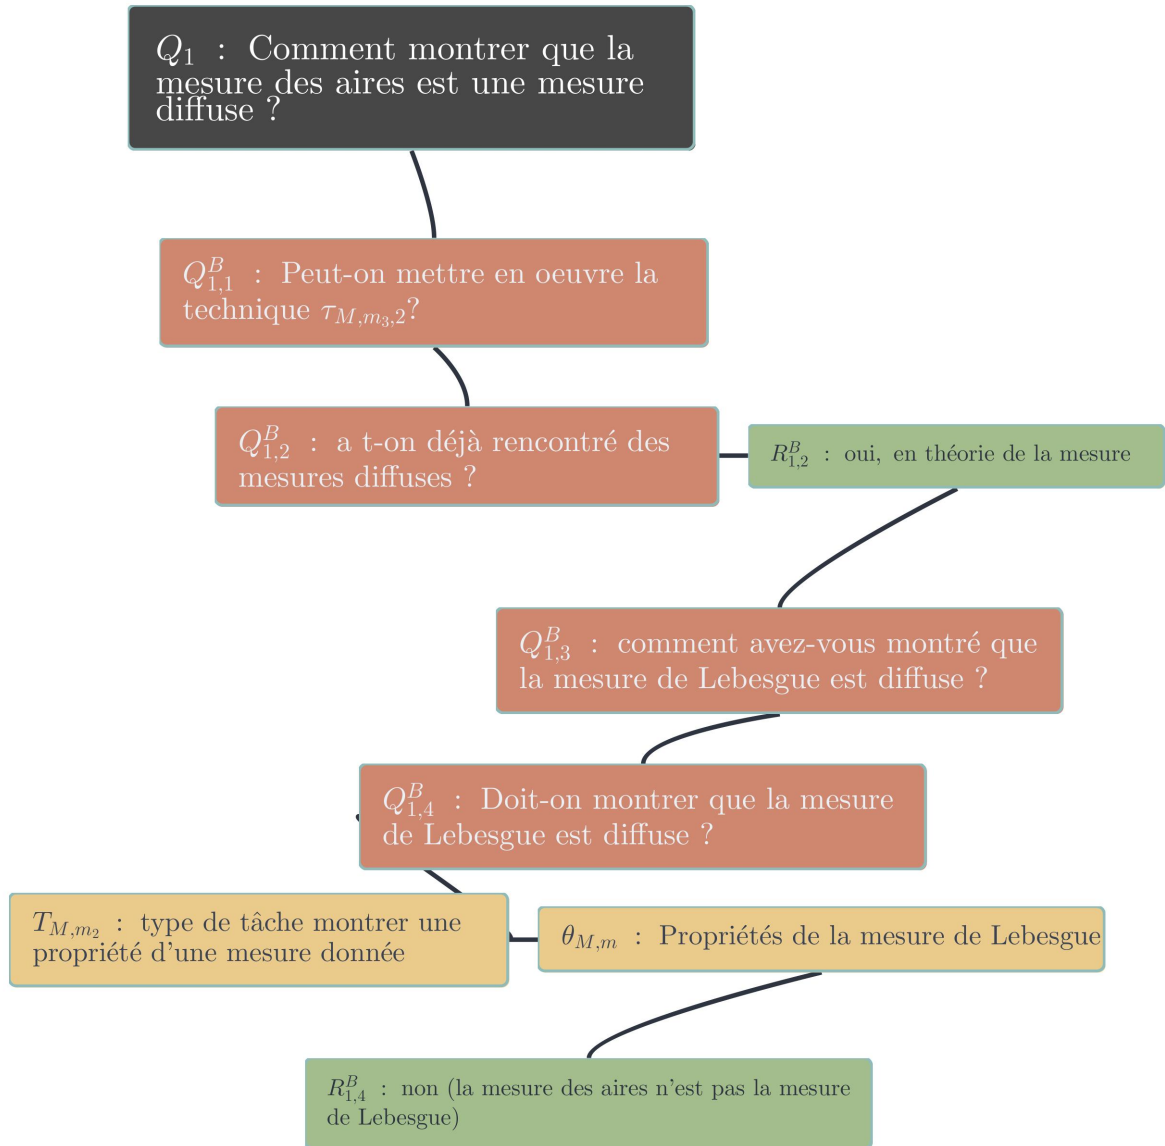 Q₁ : Comment montrer que la
mesure des aires est une mesure
diffuse ?
Q^B_{1,1} : Peut-on mettre en oeuvre la
technique τ_{M,m₃,2}?
Q^B_{1,2} : a t-on déjà rencontré des
mesures diffuses ?
R^B_{1,2} : oui, en théorie de la mesure
Q^B_{1,3} : comment avez-vous montré que
la mesure de Lebesgue est diffuse ?
Q^B_{1,4} : Doit-on montrer que la mesure
de Lebesgue est diffuse ?
T_{M,m₂} : type de tâche montrer une
propriété d'une mesure donnée
θ_{M,m} : Propriétés de la mesure de Lebesgue
R^B_{1,4} : non (la mesure des aires n'est pas la mesure
de Lebesgue)